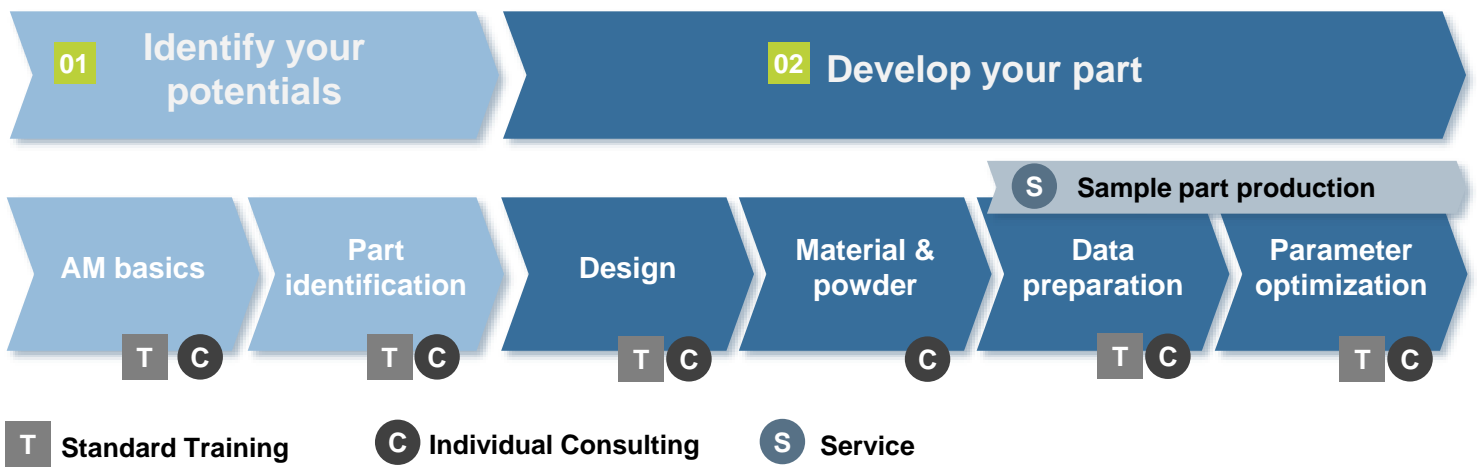 01
Identify your
potentials
02
Develop your part
S
Sample part production
AM basics
Part
identification
Design
Material &
powder
Data
preparation
Parameter
optimization
T C
T C
T C
C
T C
T C
T Standard Training
C Individual Consulting
S Service